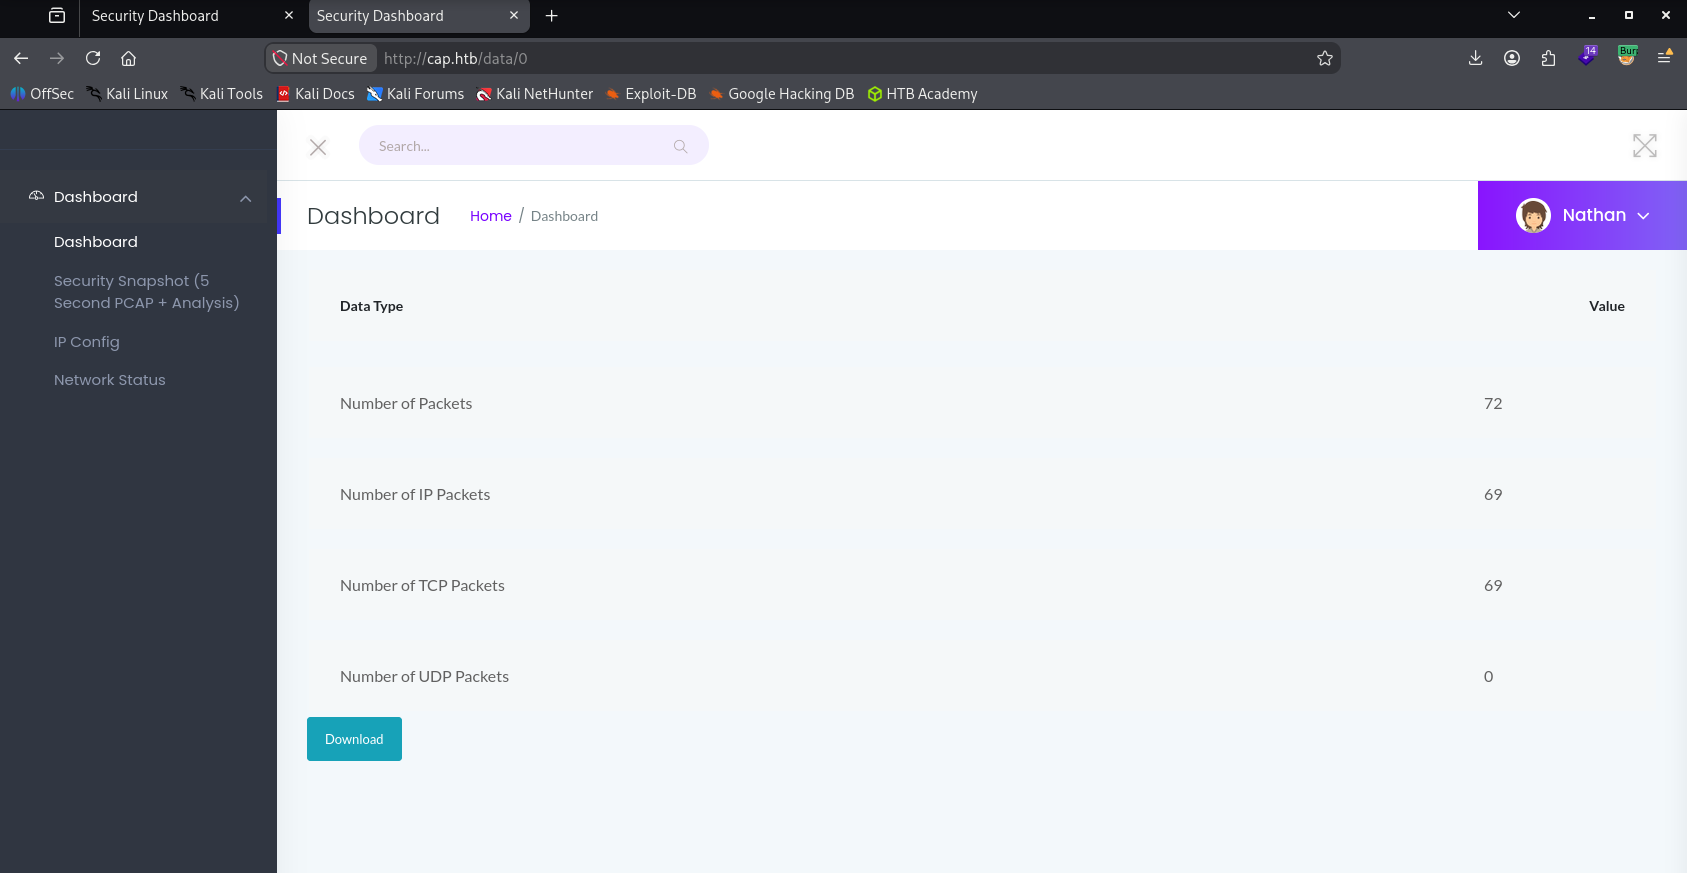 Security Dashboard
Security Dashboard
Not Secure
http://cap.htb/data/0
14
Burp
OffSec
Kali Linux
Kali Tools
Kali Docs
Kali Forums
Kali NetHunter
Exploit-DB
Google Hacking DB
HTB Academy
Search...
Dashboard
Dashboard
Security Snapshot (5
Second PCAP + Analysis)
IP Config
Network Status
Dashboard
Home / Dashboard
Nathan
Data Type Value
Number of Packets 72
Number of IP Packets 69
Number of TCP Packets 69
Number of UDP Packets 0
Download